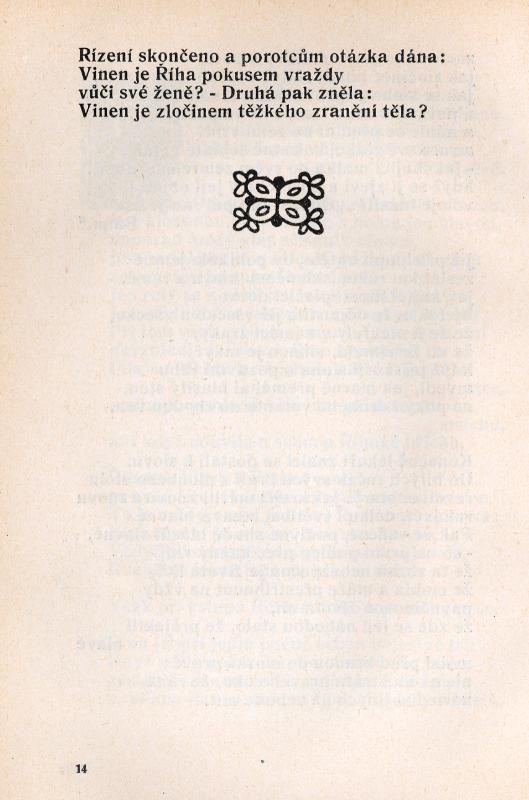 Řízení skončeno a porotcům otázka dána:
Vinen je Říha pokusem vraždy
vůči své ženě? - Druhá pak zněla:
Vinen je zločinem těžkého zranění těla?
14